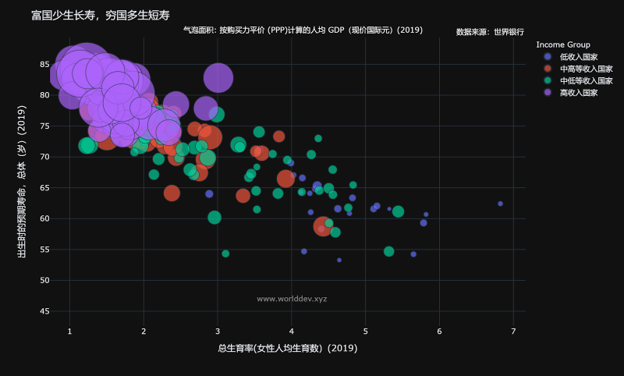 富国少生长寿，穷国多生短寿
气泡面积: 按购买力平价 (PPP)计算的人均 GDP（现价国际元）(2019)
数据来源：世界银行
Income Group
低收入国家
中高等收入国家
中低等收入国家
高收入国家
出生时的预期寿命，总体（岁）(2019)
85
80
75
70
65
60
55
50
45
1
2
3
4
5
6
7
www.worlddev.xyz
总生育率(女性人均生育数）(2019)